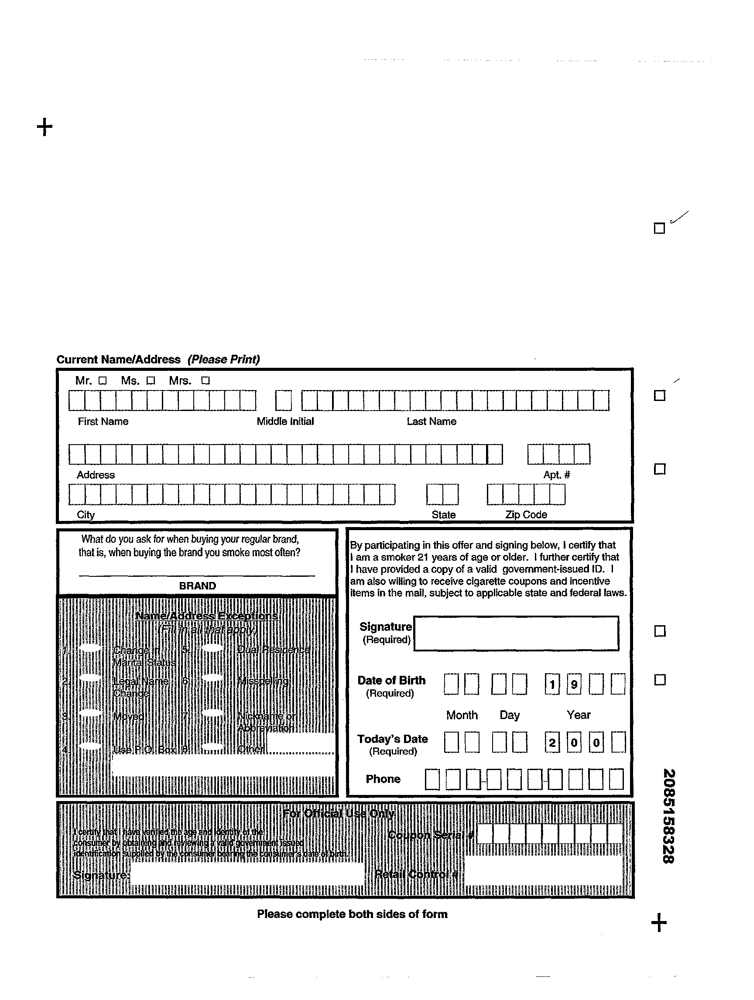 Current Name/Address (Please Print)
Mr. ☐ Ms. ☐ Mrs. ☐
First Name Middle Initial Last Name
Address Apt. #
City State Zip Code
What do you ask for when buying your regular brand,
that is, when buying the brand you smoke most often?
BRAND
Name/Address Exceptions
(Fill in all that apply)
1. Change in Marital Status
5. Dual Residence
2. Legal Name Change
6. Misspelling
3. Moved
7. Nickname or Abbreviation
4. Use P.O. Box
8. Other
By participating in this offer and signing below, I certify that
I am a smoker 21 years of age or older. I further certify that
I have provided a copy of a valid government-issued ID. I
am also willing to receive cigarette coupons and incentive
items in the mail, subject to applicable state and federal laws.
Signature
(Required)
Date of Birth 1 9
(Required)
Month Day Year
Today's Date 2 0 0
(Required)
Phone
For Official Use Only
I certify that I have verified the age and identity of the
consumer by obtaining and reviewing a valid government issued
identification supplied by the consumer bearing the consumer's date of birth.
Signature:
Coupon Serial #
Retail Control #
Please complete both sides of form
2085158328